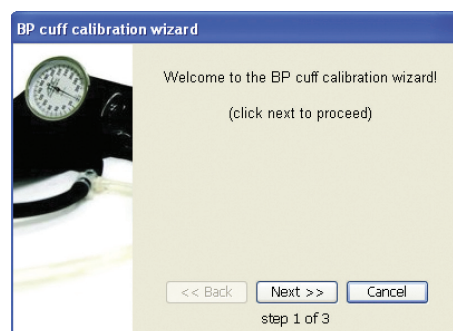 BP cuff calibration wizard
Welcome to the BP cuff calibration wizard!
(click next to proceed)
<< Back Next >> Cancel
step 1 of 3